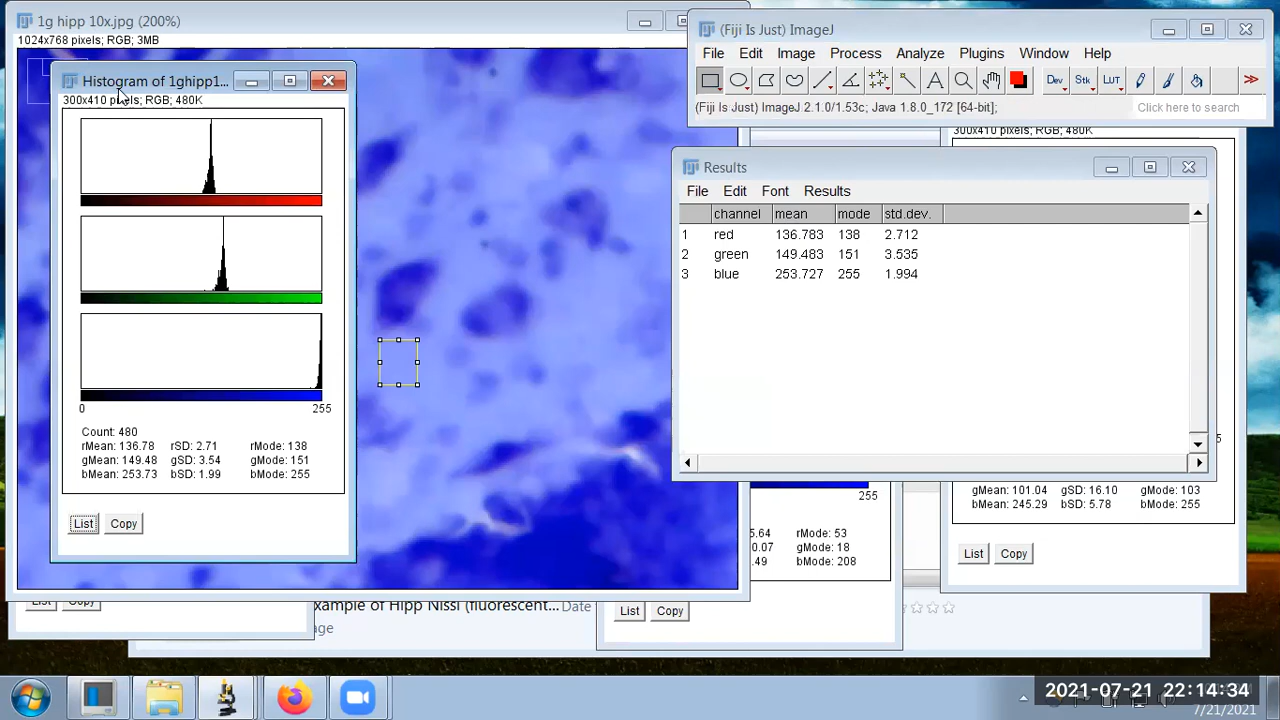 1g hipp 10x.jpg (200%)
1024x768 pixels; RGB; 3MB
Histogram of 1ghipp1...
300x410 pixels; RGB; 480K
0
255
Count: 480
rMean: 136.78 rSD: 2.71 rMode: 138
gMean: 149.48 gSD: 3.54 gMode: 151
bMean: 253.73 bSD: 1.99 bMode: 255
List Copy
(Fiji Is Just) ImageJ
File Edit Image Process Analyze Plugins Window Help
A Dev Stk LUT >>
(Fiji Is Just) ImageJ 2.1.0/1.53c; Java 1.8.0_172 [64-bit];
Click here to search
300x410 pixels; RGB; 480K
Results
File Edit Font Results
channel mean mode std.dev.
1 red 136.783 138 2.712
2 green 149.483 151 3.535
3 blue 253.727 255 1.994
255
5.64 rMode: 53
0.07 gMode: 18
.49 bMode: 208
List Copy
5
gMean: 101.04 gSD: 16.10 gMode: 103
bMean: 245.29 bSD: 5.78 bMode: 255
List Copy
List Copy
xample of Hipp Nissl (fluorescent... Date
age
2021-07-21 22:14:34
7/21/2021